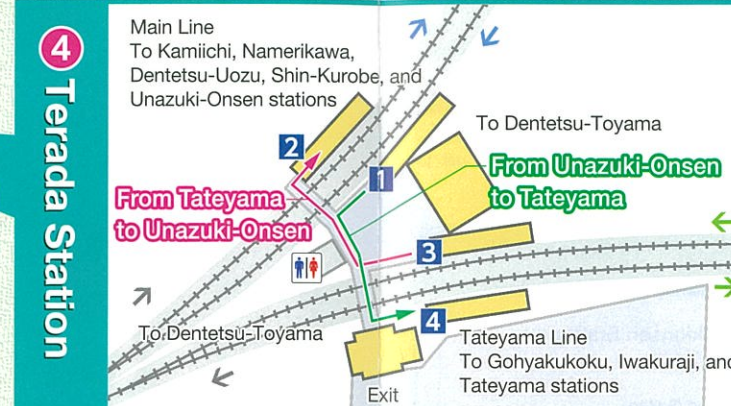 4 Terada Station
Main Line
To Kamiichi, Namerikawa,
Dentetsu-Uozu, Shin-Kurobe, and
Unazuki-Onsen stations
To Dentetsu-Toyama
2
1
From Unazuki-Onsen
to Tateyama
From Tateyama
to Unazuki-Onsen
3
To Dentetsu-Toyama
4
Tateyama Line
To Gohyakukoku, Iwakuraji, and
Tateyama stations
Exit